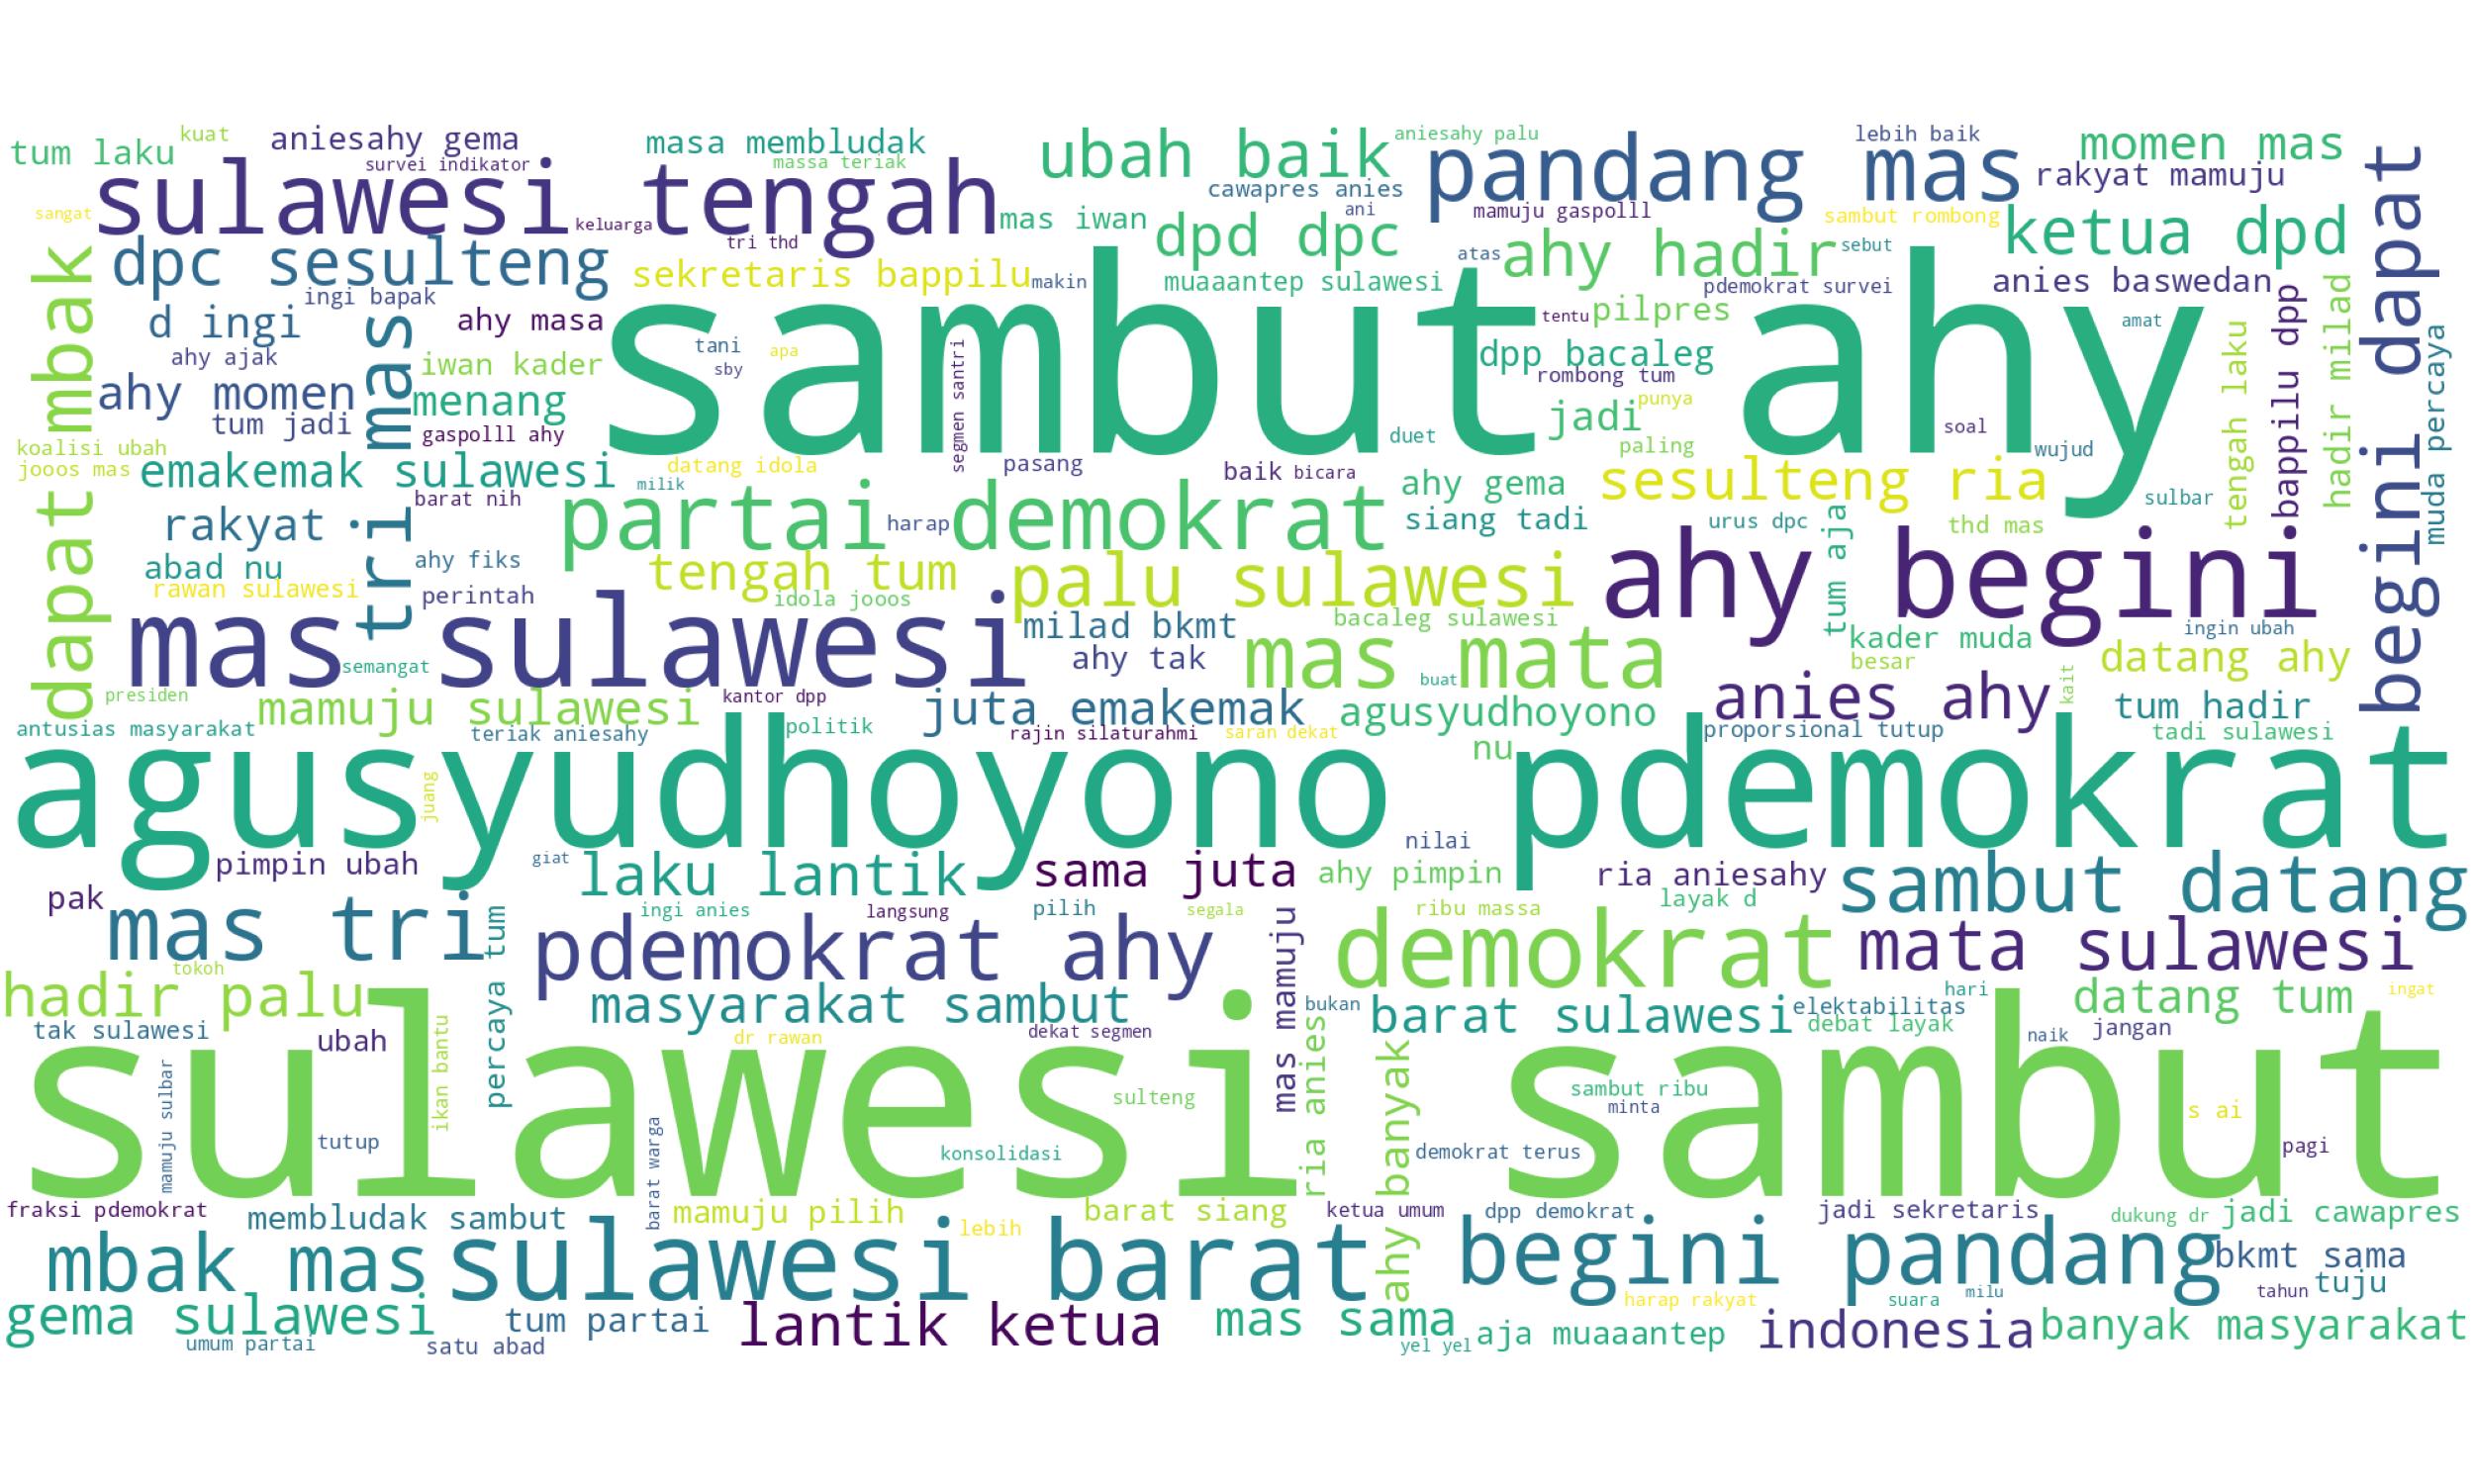 tum laku
kuat
aniesahy gema
survei indikator
masa membludak
massa teriak
ubah baik
aniesahy palu
cawapres anies
pandang mas
lebih baik
momen mas
rakyat mamuju
sulawesi tengah
sangat
keluarga
mas iwan
dpd dpc
ani
mamuju gaspolll
sambut rombong
ketua dpd
dpc sesulteng
tri thd
sekretaris bappilu
makin
muaaantep sulawesi
atas
ahy hadir
sebut
pdemokrat survei
anies baswedan
begini dapat
dapat mbak
ingi bapak
d ingi
tri mas
ahy masa
sambut ahy
tentu
pilpres
amat
tengah laku
bappilu dpp
hadir milad
muda percaya
ahy ajak
iwan kader
tani
apa
sby
segmen santri
dpp bacaleg
rombong tum
punya
ahy momen
menang
tum jadi
gaspolll ahy
jadi
duet
soal
paling
wujud
koalisi ubah
jooos mas
emakemak sulawesi
datang idola
milik
pasang
baik
bicara
ahy gema
sesulteng ria
sulbar
barat nih
rakyat
partai demokrat
harap
siang tadi
urus dpc
tum aja
thd mas
abad nu
rawan sulawesi
ahy fiks
perintah
tengah tum
idola jooos
palu sulawesi
ahy begini
mas sulawesi
semangat
milad bkmt
ahy tak
bacaleg sulawesi
mas mata
buat
kader muda
besar
ingin ubah
datang ahy
presiden
mamuju sulawesi
kantor dpp
juta emakemak
agusyudhoyono
anies ahy
kait
tum hadir
antusias masyarakat
teriak aniesahy
politik
rajin silaturahmi
saran dekat
nu
proporsional tutup
tadi sulawesi
agusyudhoyono pdemokrat
juang
pimpin ubah
giat
laku lantik
sama juta
nilai
ahy pimpin
ria aniesahy
sambut datang
pak
mas tri
percaya tum
ingi anies
langsung
pilih
segala
mas mamuju
ribu massa
layak d
pdemokrat ahy
demokrat
mata sulawesi
tokoh
hadir palu
masyarakat sambut
bukan
barat sulawesi
elektabilitas
hari
debat layak
datang tum
ingat
tak sulawesi
ubah
ikan bantu
dr rawan
dekat segmen
ria anies
ahy banyak
naik
jangan
sulawesi sambut
mamuju sulbar
tutup
barat warga
konsolidasi
sulteng
sambut ribu
minta
demokrat terus
s ai
pagi
fraksi pdemokrat
membludak sambut
mamuju pilih
lebih
barat siang
ketua umum
dpp demokrat
jadi sekretaris
dukung dr
jadi cawapres
mbak mas
sulawesi barat
begini pandang
bkmt sama
gema sulawesi
tum partai
lantik ketua
mas sama
harap rakyat
suara
milu
tahun
tuju
umum partai
satu abad
yel yel
aja muaaantep
indonesia
banyak masyarakat